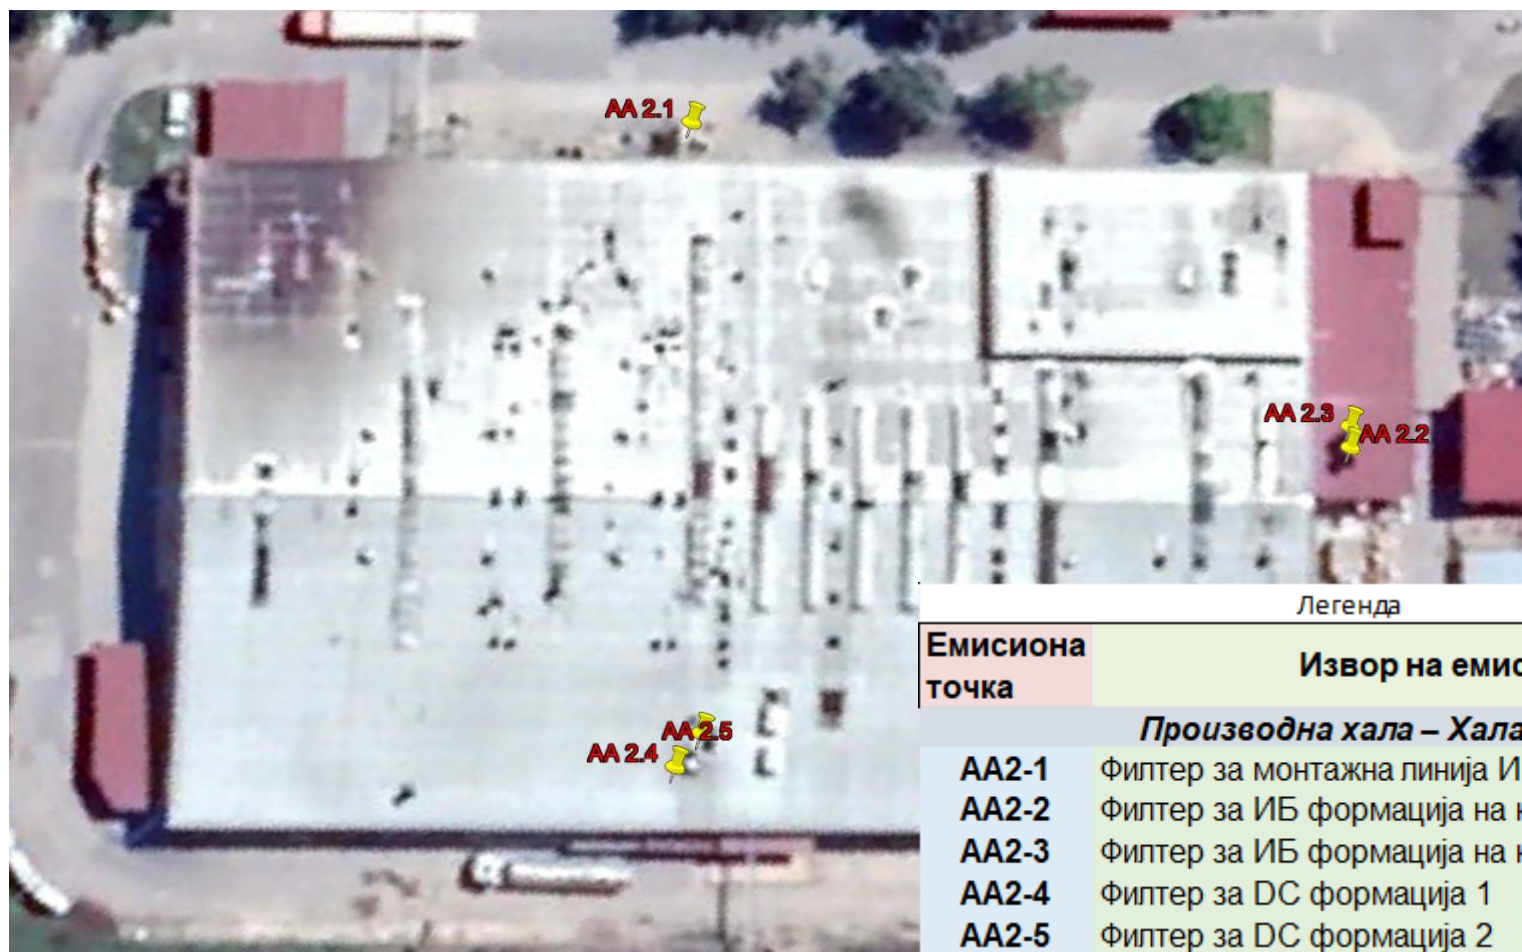 AA 2.1
AA 2.3
AA 2.2
AA 2.5
AA 2.4
Легенда
Емисиона точка
Извор на
Производна хала – Хала
AA2-1 Филтер за монтажна линија
AA2-2 Филтер за ИБ формација на
AA2-3 Филтер за ИБ формација на
AA2-4 Филтер за DC формација 1
AA2-5 Филтер за DC формација 2